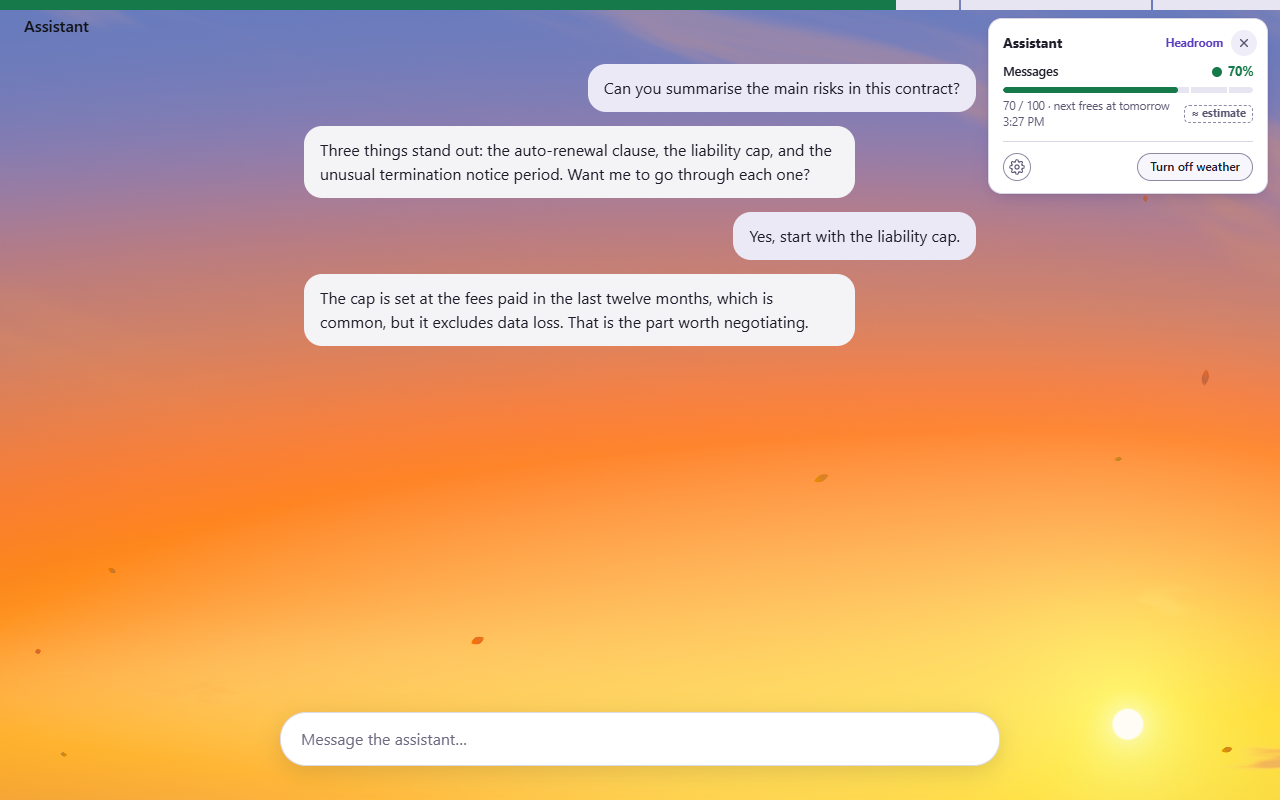 Assistant
Can you summarise the main risks in this contract?
Three things stand out: the auto-renewal clause, the liability cap, and the
unusual termination notice period. Want me to go through each one?
Yes, start with the liability cap.
The cap is set at the fees paid in the last twelve months, which is
common, but it excludes data loss. That is the part worth negotiating.
Message the assistant...
Assistant
Headroom
Messages
70%
70 / 100 · next frees at tomorrow
3:27 PM
≈ estimate
Turn off weather